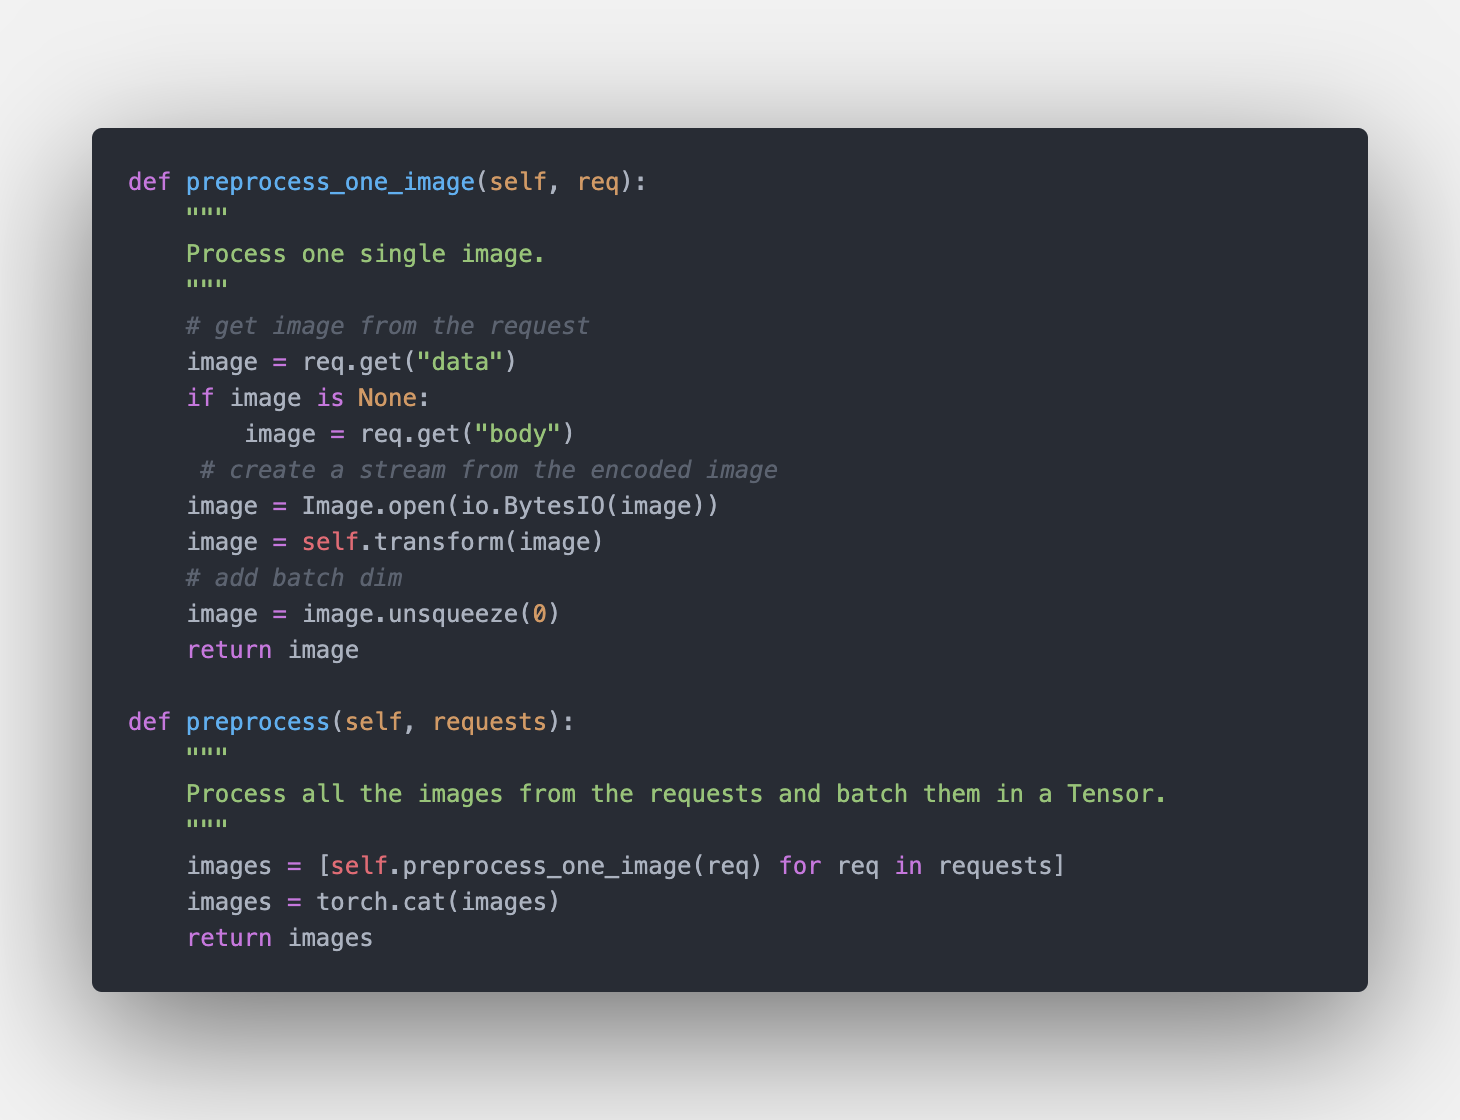 def preprocess_one_image(self, req):
    """
    Process one single image.
    """
    # get image from the request
    image = req.get("data")
    if image is None:
        image = req.get("body")
     # create a stream from the encoded image
    image = Image.open(io.BytesIO(image))
    image = self.transform(image)
    # add batch dim
    image = image.unsqueeze(0)
    return image

def preprocess(self, requests):
    """
    Process all the images from the requests and batch them in a Tensor.
    """
    images = [self.preprocess_one_image(req) for req in requests]
    images = torch.cat(images)
    return images